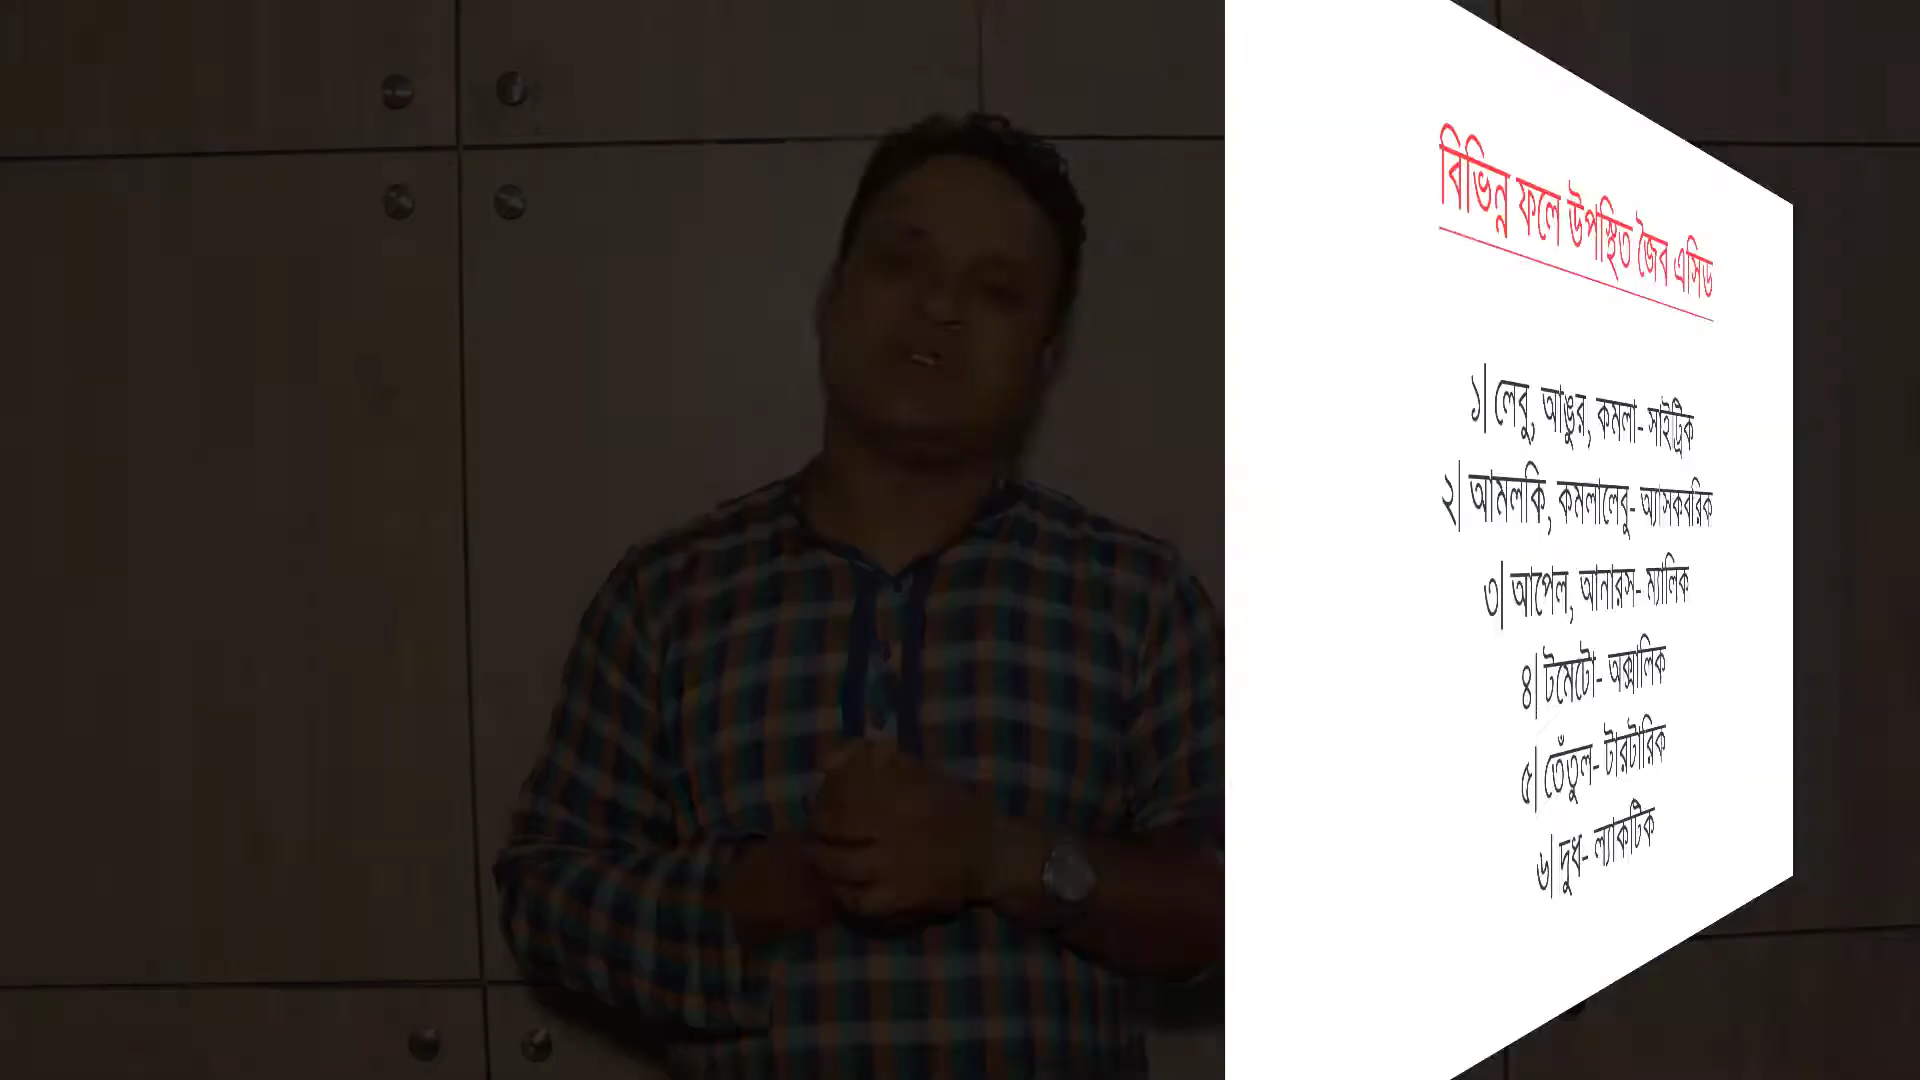 বিভিন্ন ফলে উপস্থিত জৈব এসিড
১| লেবু, আঙুর, কমলা- সাইট্রিক
২| আমলকি, কমলালেবু- অ্যাসকরবিক
৩| আপেল, আনারস- ম্যালিক
৪| টমেটো- অক্সালিক
৫| তেঁতুল- টারটারিক
৬| দুধ- ল্যাকটিক